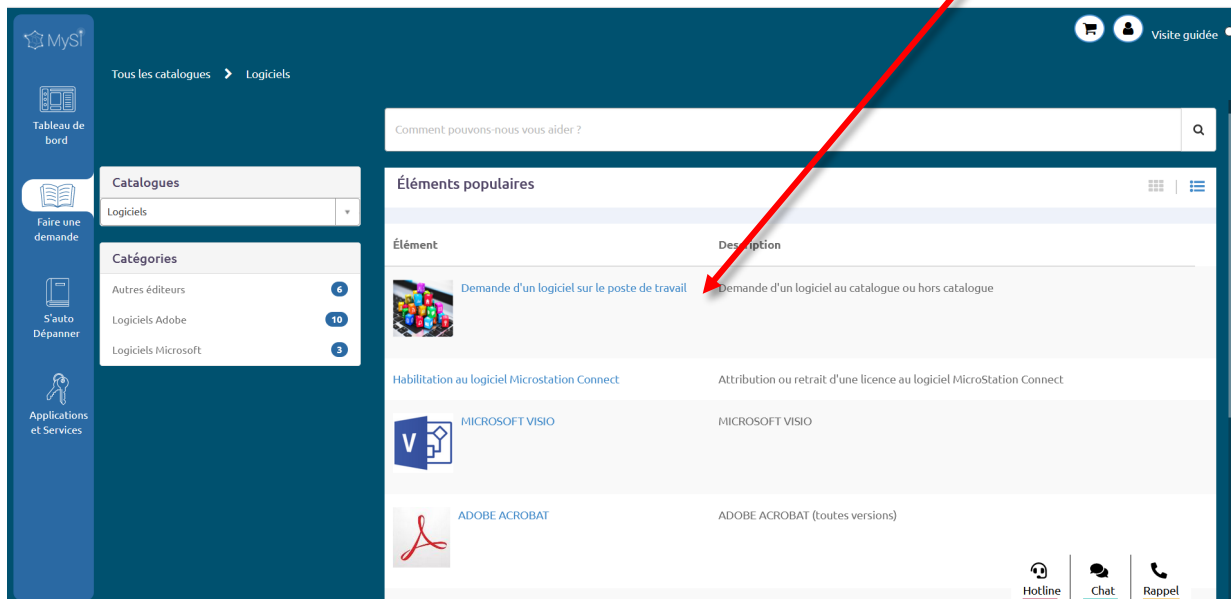 MySI
Visite guidée
Tous les catalogues > Logiciels
Tableau de
bord
Comment pouvons-nous vous aider ?
Catalogues
Logiciels
Éléments populaires
Faire une
demande
Catégories
Autres éditeurs 6
Logiciels Adobe 10
Logiciels Microsoft 3
Élément Description
Demande d'un logiciel sur le poste de travail Demande d'un logiciel au catalogue ou hors catalogue
S'auto
Dépanner
Habilitation au logiciel Microstation Connect Attribution ou retrait d'une licence au logiciel MicroStation Connect
Applications
et Services
V
MICROSOFT VISIO MICROSOFT VISIO
ADOBE ACROBAT ADOBE ACROBAT (toutes versions)
Hotline Chat Rappel